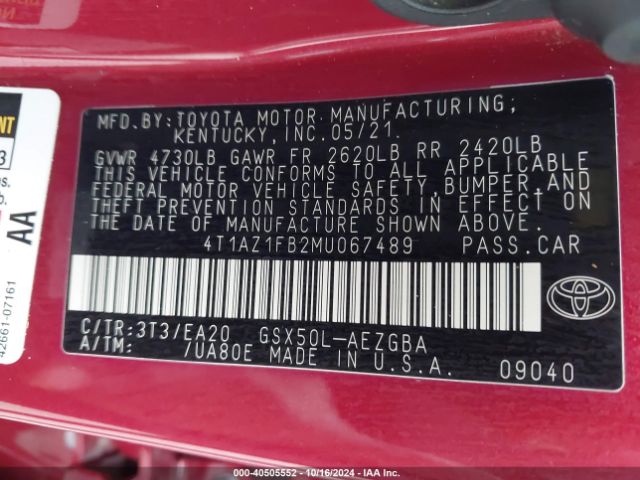 MFD.BY:TOYOTA MOTOR MANUFACTURING,
KENTUCKY,INC.05/21.
GVWR 4730LB GAWR FR 2620LB RR 2420LB
THIS VEHICLE CONFORMS TO ALL APPLICABLE
FEDERAL MOTOR VEHICLE SAFETY,BUMPER,AND
THEFT PREVENTION STANDARDS IN EFFECT ON
THE DATE OF MANUFACTURE SHOWN ABOVE.
4T1AZ1FB2MU067489 PASS.CAR
C/TR:3T3/EA20 GSX50L-AEZGBA
A/TM: /UA80E MADE IN U.S.A.
09040
AA
42661-07161
000-40505552 - 10/16/2024 - IAA Inc.